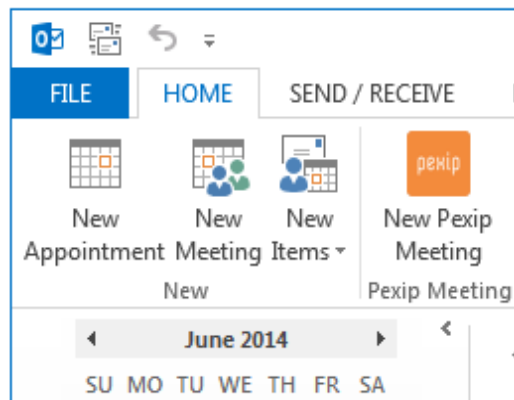 FILE HOME SEND / RECEIVE
pexip
New New New New Pexip
Appointment Meeting Items Meeting
New Pexip Meeting
June 2014
SU MO TU WE TH FR SA